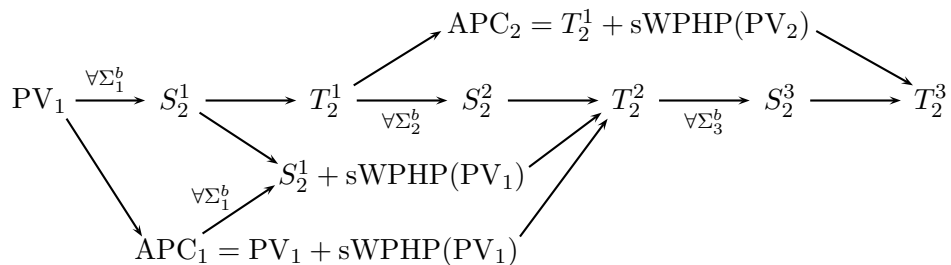 APC₂ = T₂¹ + sWPHP(PV₂)
PV₁ ∀Σ₁ᵇ S₂¹ T₂¹ ∀Σ₂ᵇ S₂² T₂² ∀Σ₃ᵇ S₂³ T₂³
S₂¹ + sWPHP(PV₁)
∀Σ₁ᵇ
APC₁ = PV₁ + sWPHP(PV₁)